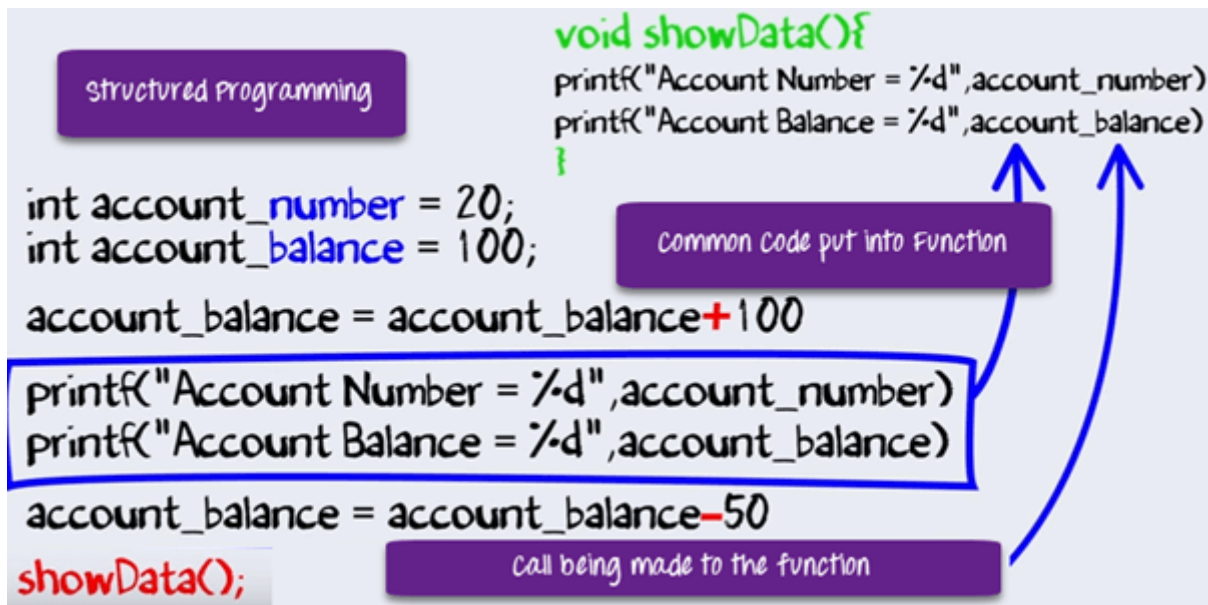 void showData(){
Structured Programming
printf("Account Number = %d",account_number)
printf("Account Balance = %d",account_balance)
}
int account_number = 20;
int account_balance = 100;
Common Code put into Function
account_balance = account_balance+100
printf("Account Number = %d",account_number)
printf("Account Balance = %d",account_balance)
account_balance = account_balance-50
Call being made to the function
showData();